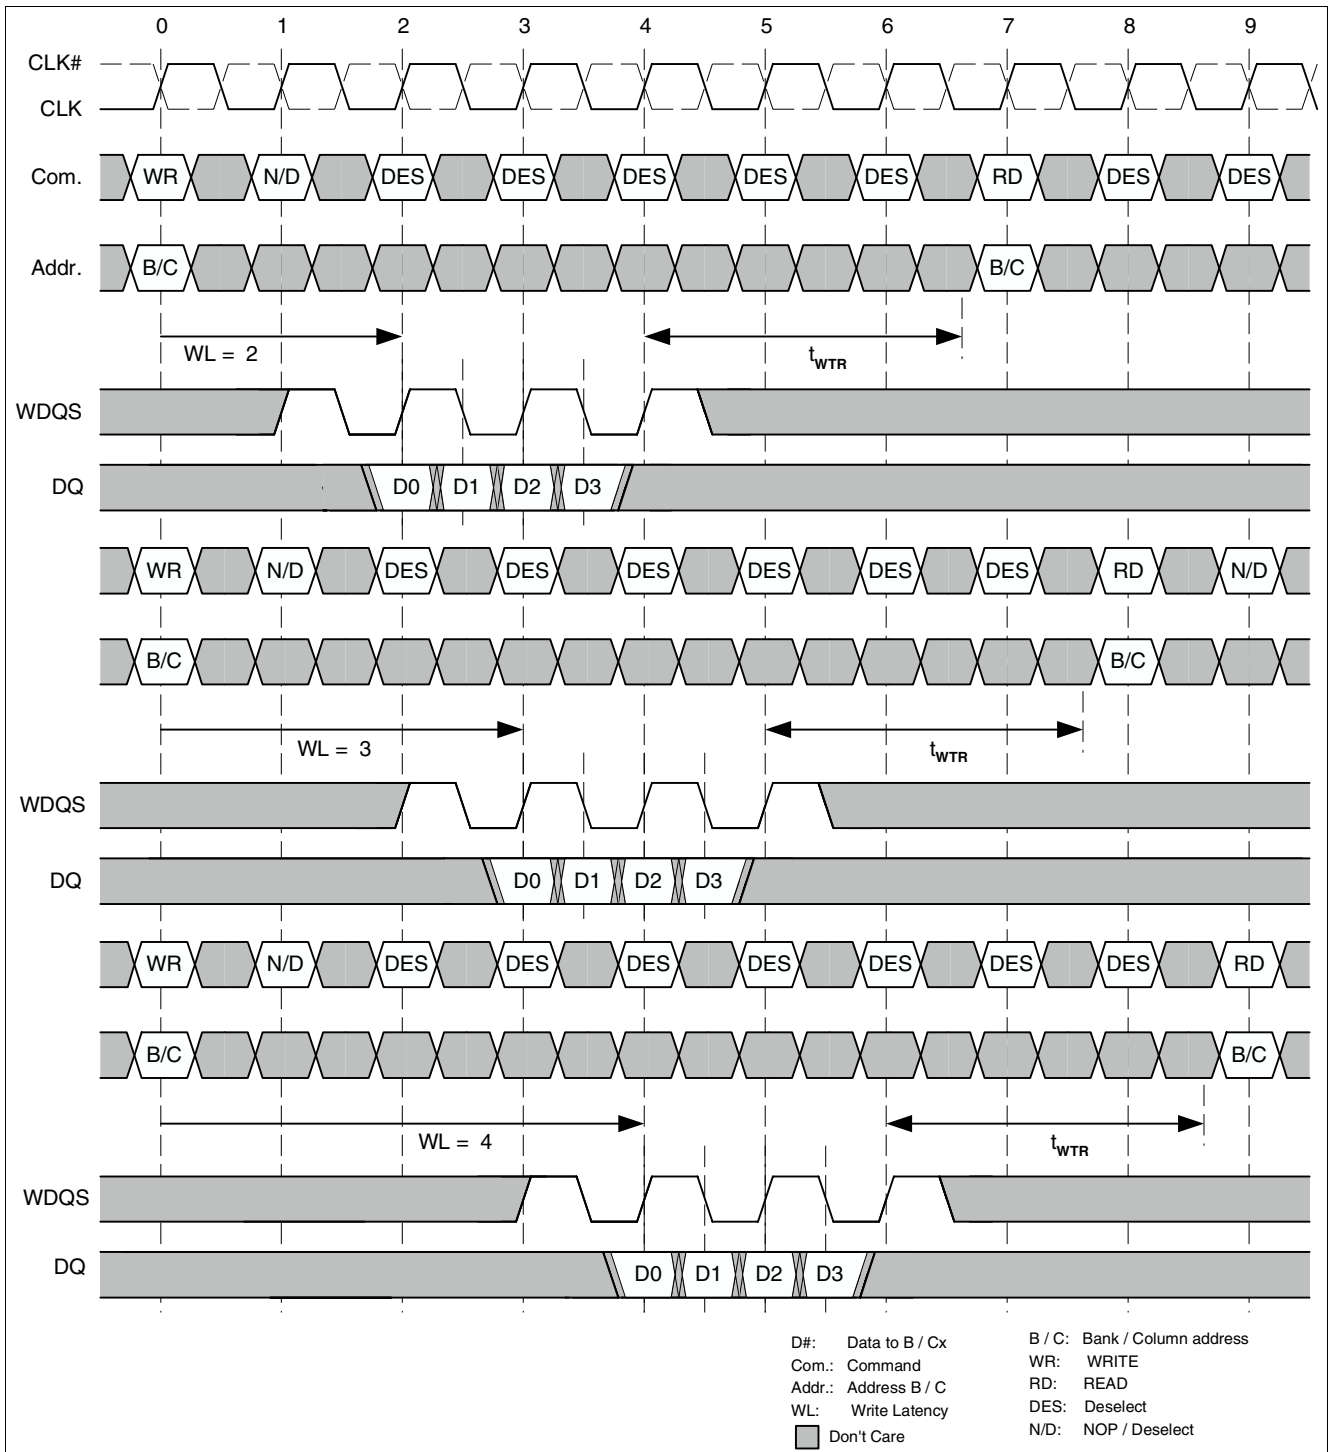 0 1 2 3 4 5 6 7 8 9
CLK#
CLK
Com. WR N/D DES DES DES DES DES RD DES DES
Addr. B/C B/C
WL = 2 tWTR
WDQS
DQ D0 D1 D2 D3
WR N/D DES DES DES DES DES DES RD N/D
B/C B/C
WL = 3 tWTR
WDQS
DQ D0 D1 D2 D3
WR N/D DES DES DES DES DES DES DES RD
B/C B/C
WL = 4 tWTR
WDQS
DQ D0 D1 D2 D3
D#: Data to B / Cx
Com.: Command
Addr.: Address B / C
WL: Write Latency
Don't Care
B / C: Bank / Column address
WR: WRITE
RD: READ
DES: Deselect
N/D: NOP / Deselect